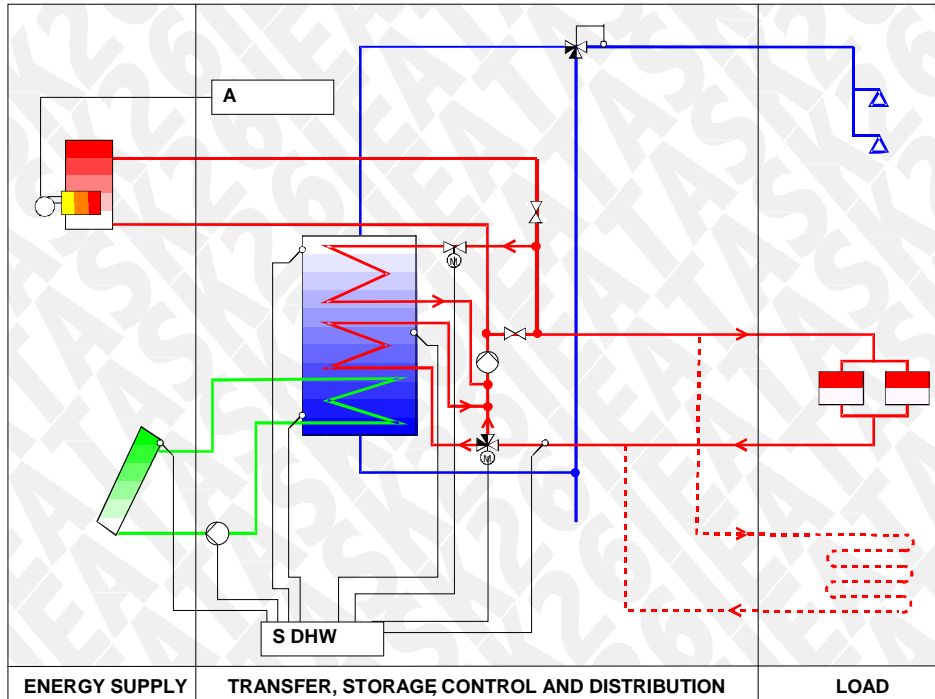 A
M
M
S DHW
ENERGY SUPPLY
TRANSFER, STORAGE, CONTROL AND DISTRIBUTION
LOAD